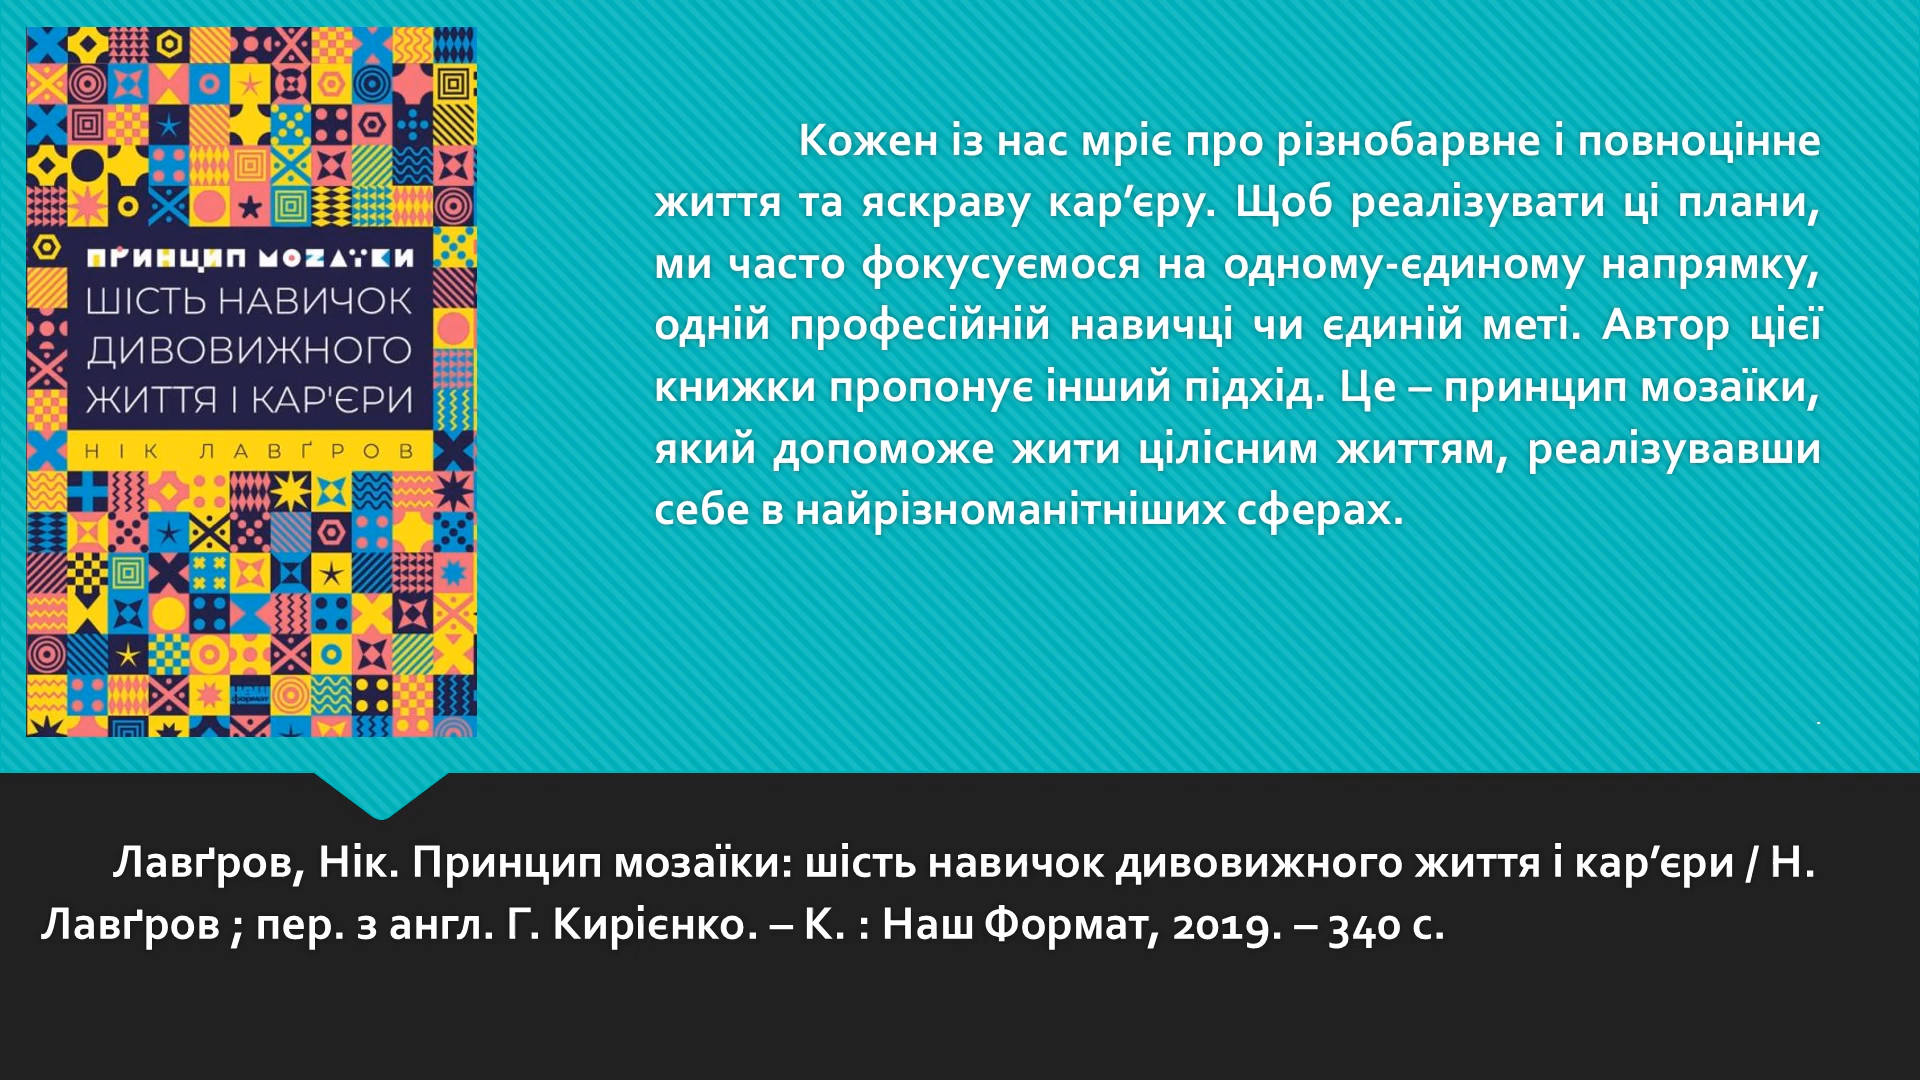 ПРИНЦИП МОZАЇКИ
ШІСТЬ НАВИЧОК
ДИВОВИЖНОГО
ЖИТТЯ І КАР'ЄРИ
НІК ЛАВҐРОВ
Кожен із нас мріє про різнобарвне і повноцінне
життя та яскраву кар’єру. Щоб реалізувати ці плани,
ми часто фокусуємося на одному-єдиному напрямку,
одній професійній навичці чи єдиній меті. Автор цієї
книжки пропонує інший підхід. Це – принцип мозаїки,
який допоможе жити цілісним життям, реалізувавши
себе в найрізноманітніших сферах.
.
Лавґров, Нік. Принцип мозаїки: шість навичок дивовижного життя і кар’єри / Н.
Лавґров ; пер. з англ. Г. Кирієнко. – К. : Наш Формат, 2019. – 340 с.